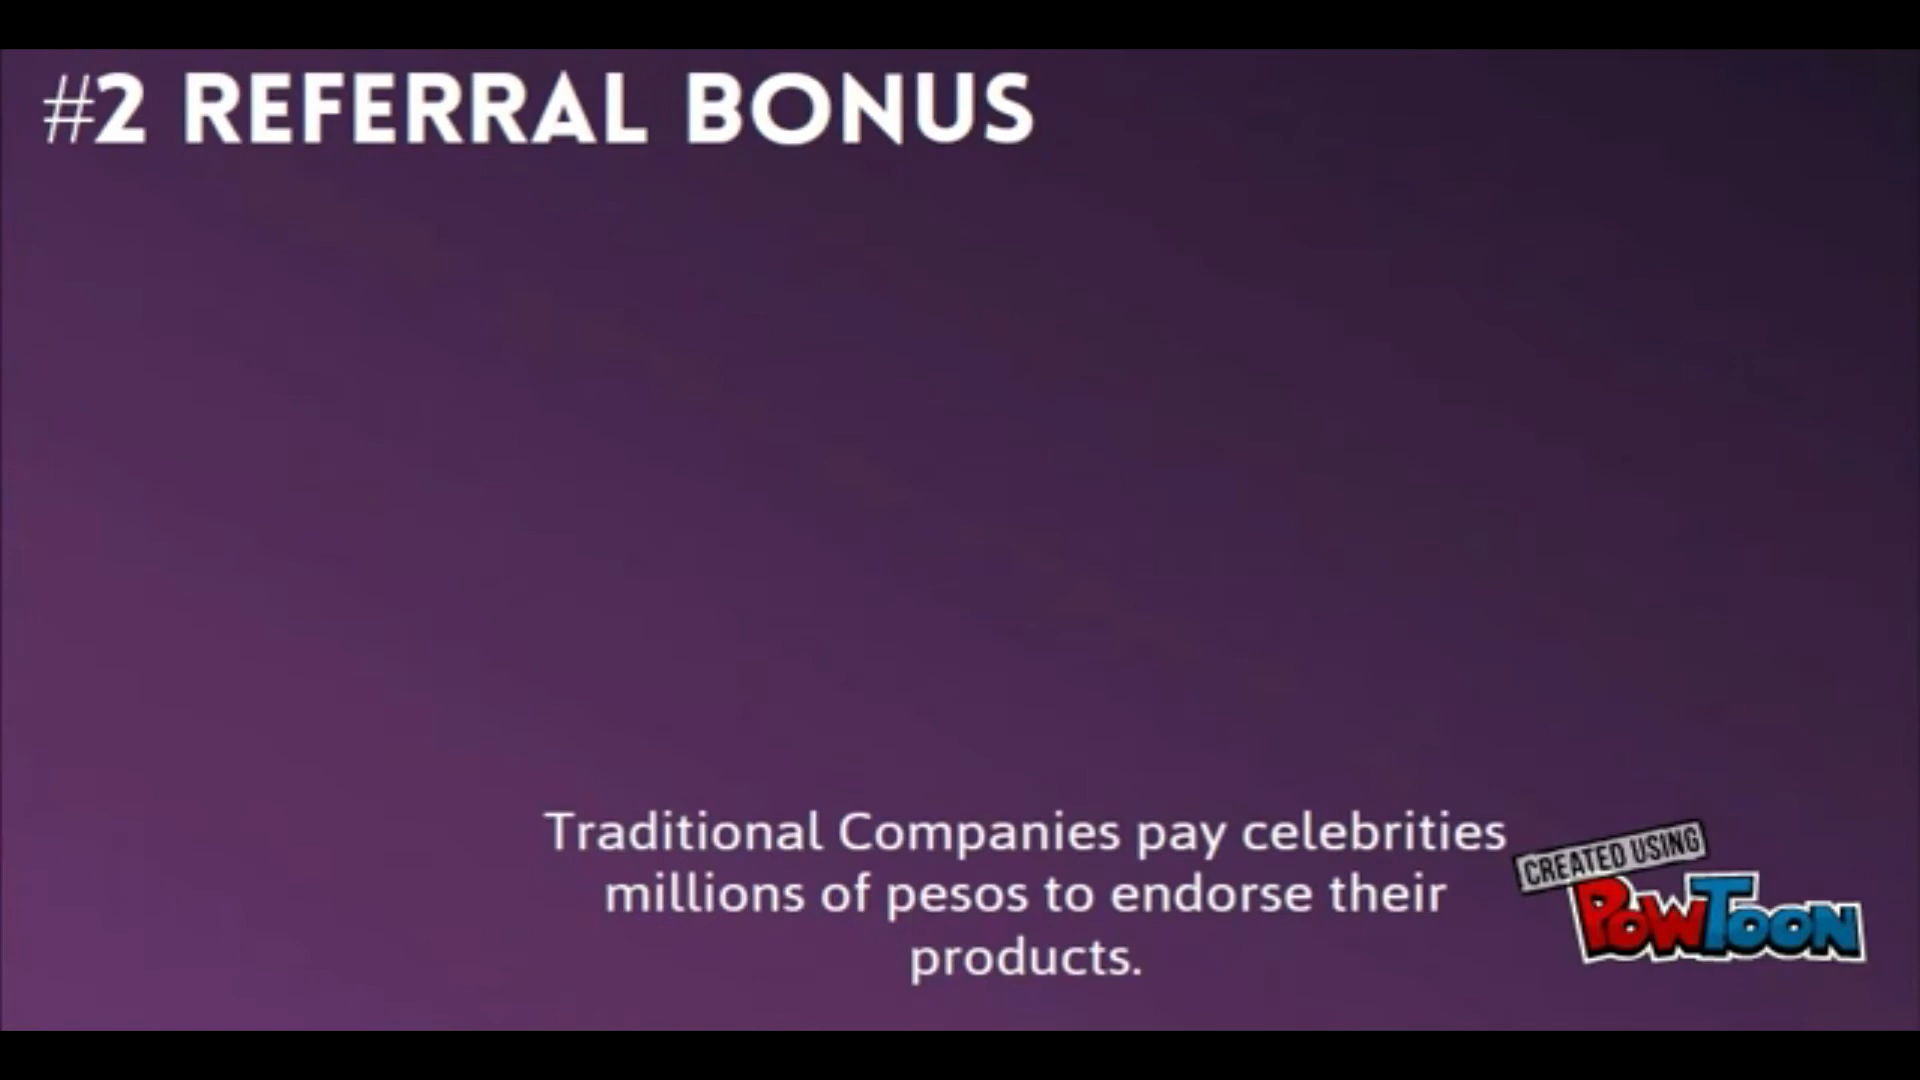 #2 REFERRAL BONUS
Traditional Companies pay celebrities
millions of pesos to endorse their
products.
CREATED USING
POWTOON